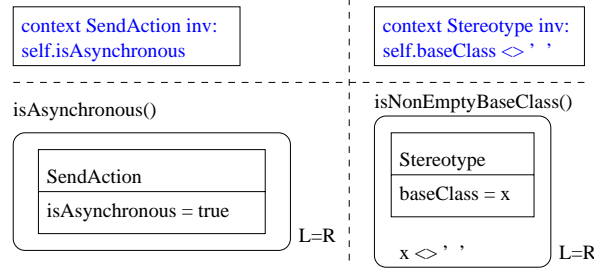 context SendAction inv:
self.isAsynchronous
context Stereotype inv:
self.baseClass <> ’ ’
isAsynchronous()
SendAction
isAsynchronous = true
L=R
isNonEmptyBaseClass()
Stereotype
baseClass = x
x <> ’ ’
L=R